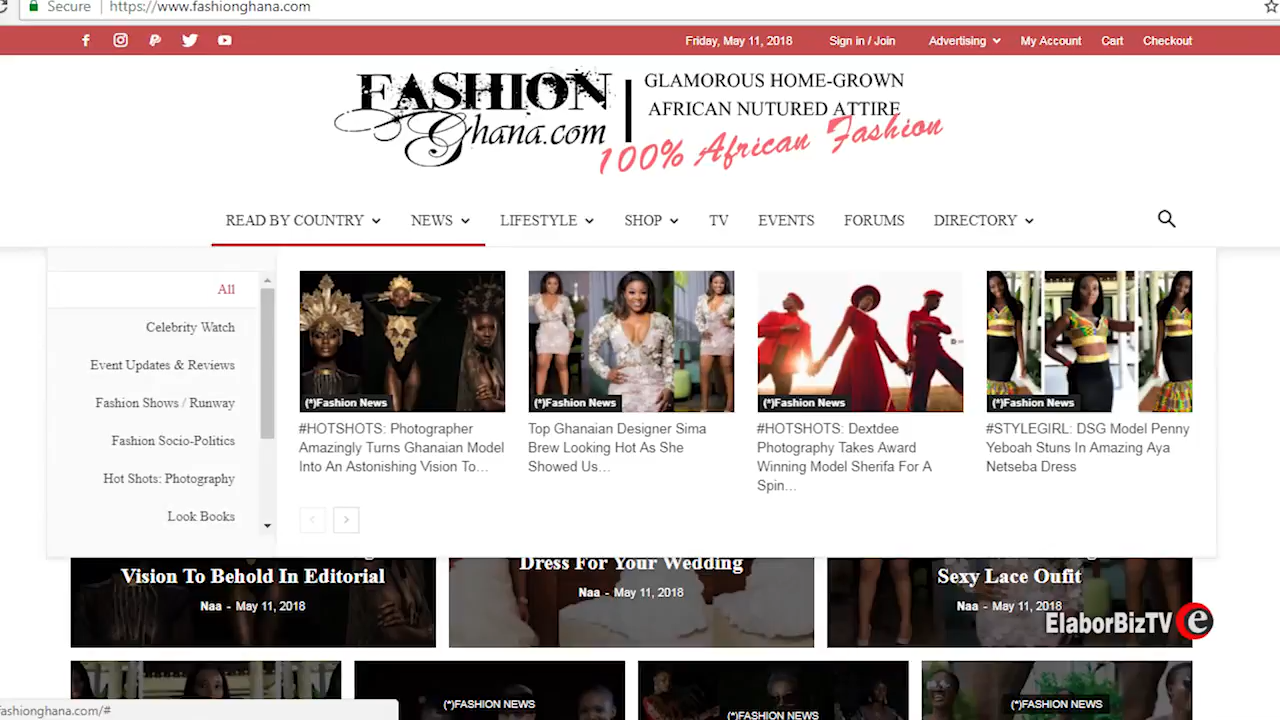 Secure https://www.fashionghana.com
Friday, May 11, 2018 Sign in / Join Advertising My Account Cart Checkout
FASHION
Ghana.com
GLAMOROUS HOME-GROWN
AFRICAN NUTURED ATTIRE
100% African Fashion
READ BY COUNTRY NEWS LIFESTYLE SHOP TV EVENTS FORUMS DIRECTORY
All
Celebrity Watch
Event Updates & Reviews
Fashion Shows / Runway
Fashion Socio-Politics
Hot Shots: Photography
Look Books
(*)Fashion News
#HOTSHOTS: Photographer
Amazingly Turns Ghanaian Model
Into An Astonishing Vision To...
(*)Fashion News
Top Ghanaian Designer Sima
Brew Looking Hot As She
Showed Us...
(*)Fashion News
#HOTSHOTS: Dextdee
Photography Takes Award
Winning Model Sherifa For A
Spin...
(*)Fashion News
#STYLEGIRL: DSG Model Penny
Yeboah Stuns In Amazing Aya
Netseba Dress
Vision To Behold In Editorial
Naa - May 11, 2018
Dress For Your Wedding
Naa - May 11, 2018
Sexy Lace Oufit
Naa - May 11, 2018
ElaborBizTV e
(*)FASHION NEWS
(*)FASHION NEWS
(*)FASHION NEWS
fashionghana.com/#